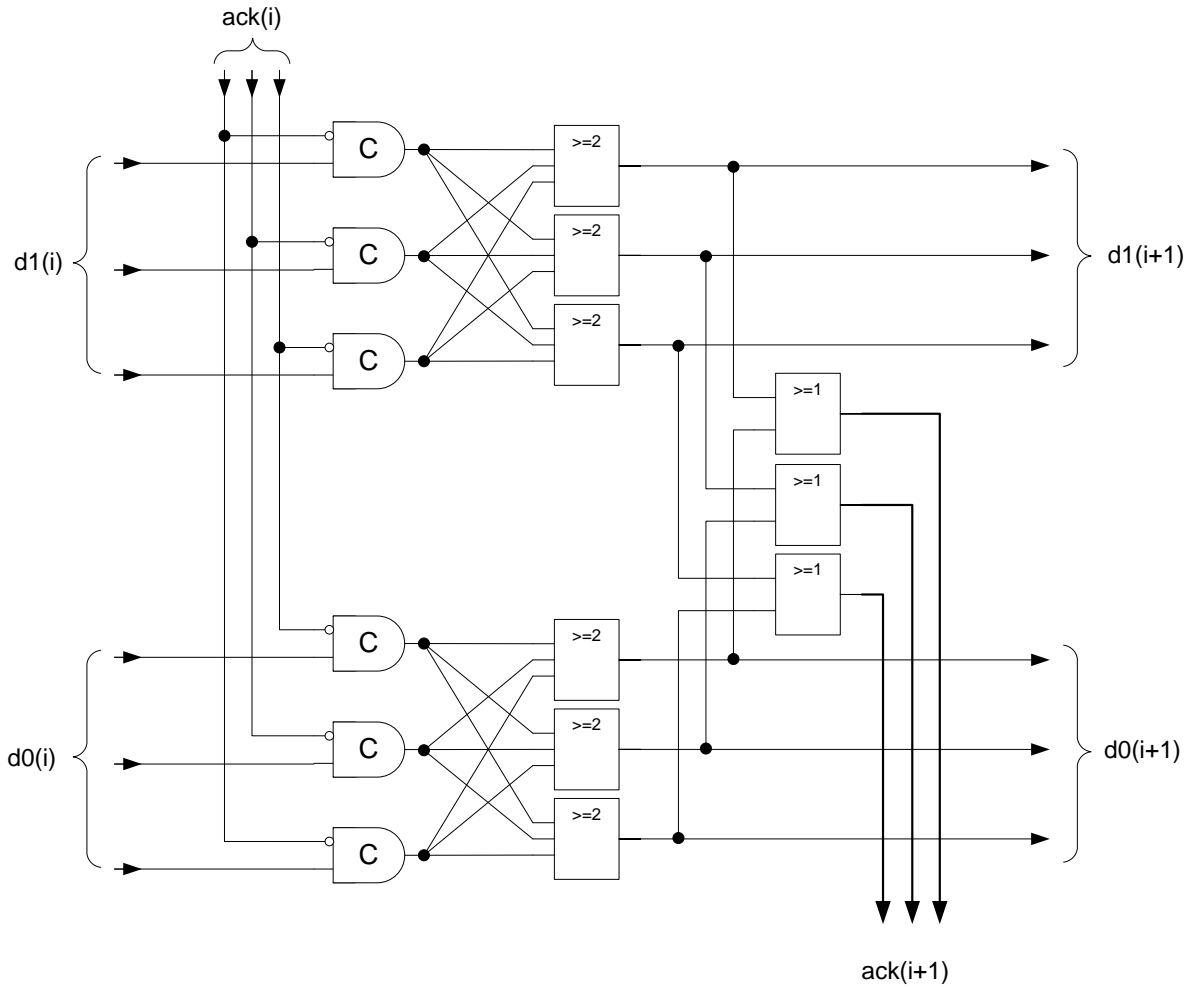 ack(i)
C
>=2
C
>=2
d1(i)
d1(i+1)
C
>=2
>=1
>=1
>=1
C
>=2
C
>=2
d0(i)
d0(i+1)
C
>=2
ack(i+1)